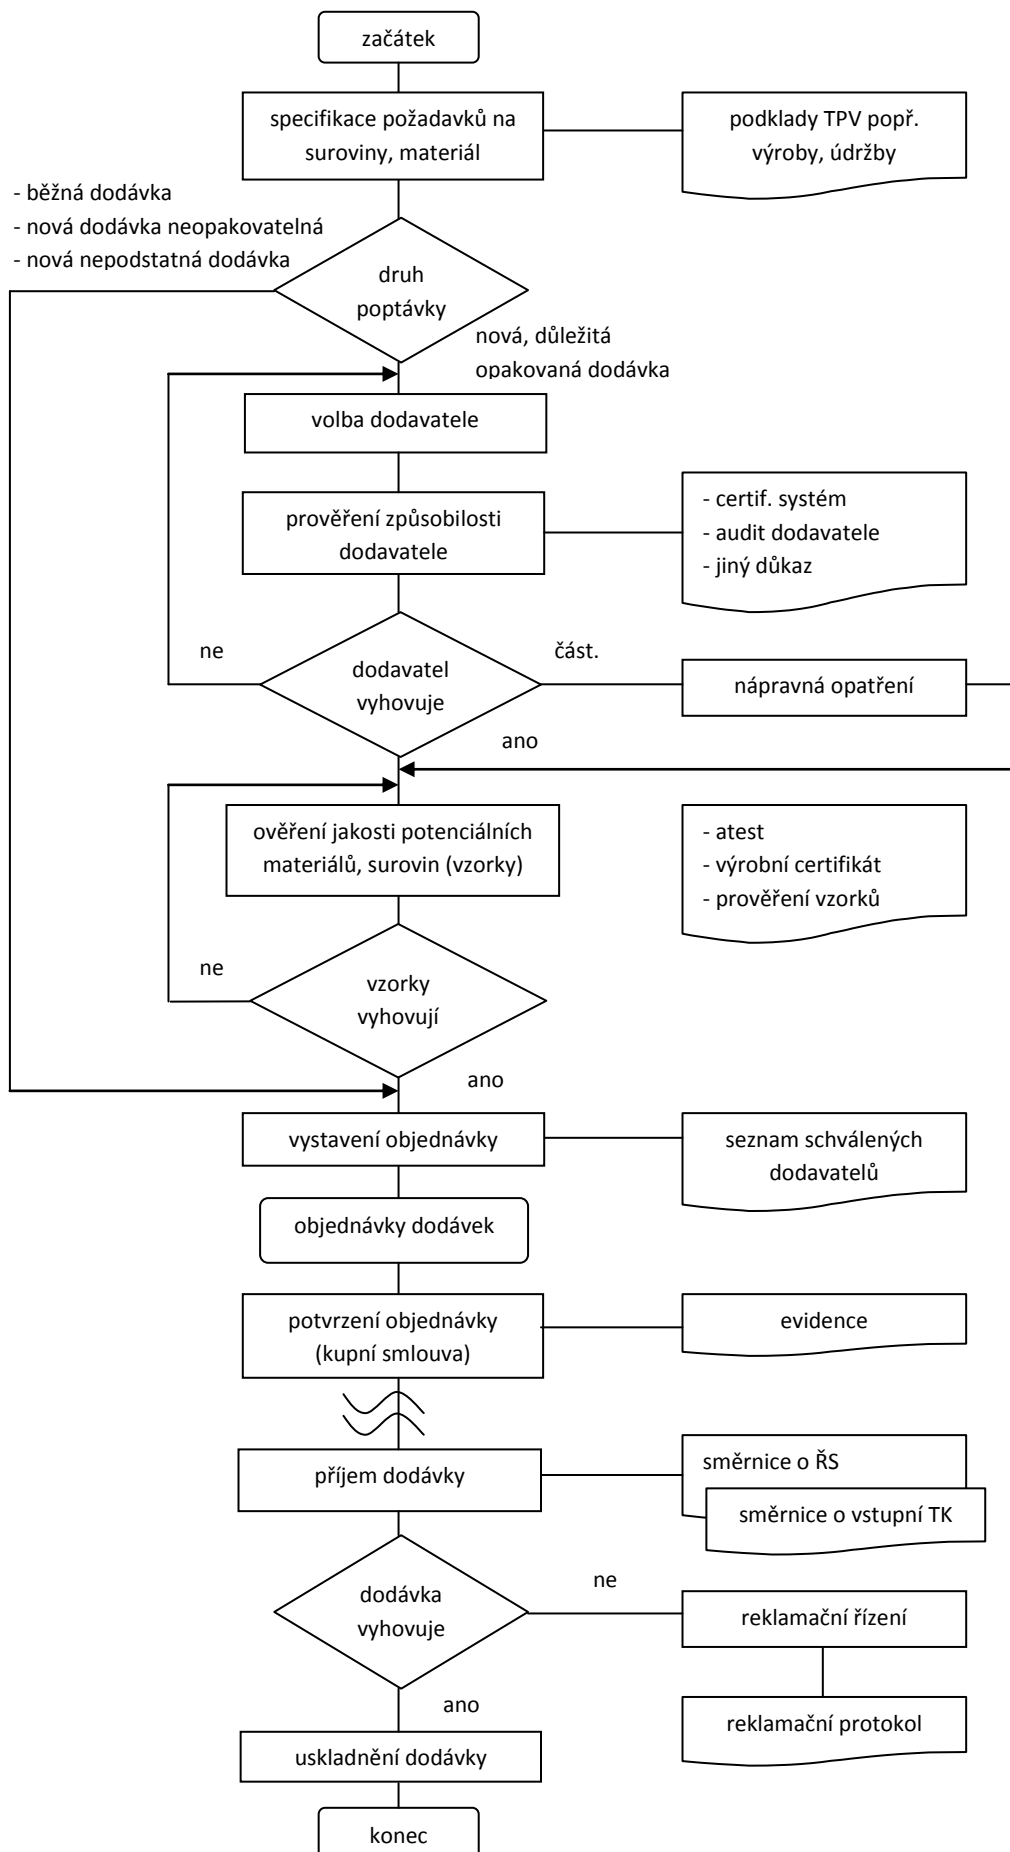 začátek
specifikace požadavků na
suroviny, materiál
podklady TPV popř.
výroby, údržby
- běžná dodávka
- nová dodávka neopakovatelná
- nová nepodstatná dodávka
druh
poptávky
nová, důležitá
opakovaná dodávka
volba dodavatele
prověření způsobilosti
dodavatele
- certif. systém
- audit dodavatele
- jiný důkaz
ne
dodavatel
vyhovuje
část.
nápravná opatření
ano
ověření jakosti potenciálních
materiálů, surovin (vzorky)
- atest
- výrobní certifikát
- prověření vzorků
ne
vzorky
vyhovují
ano
vystavení objednávky
seznam schválených
dodavatelů
objednávky dodávek
potvrzení objednávky
(kupní smlouva)
evidence
příjem dodávky
směrnice o ŘS
směrnice o vstupní TK
dodávka
vyhovuje
ne
reklamační řízení
ano
reklamační protokol
uskladnění dodávky
konec